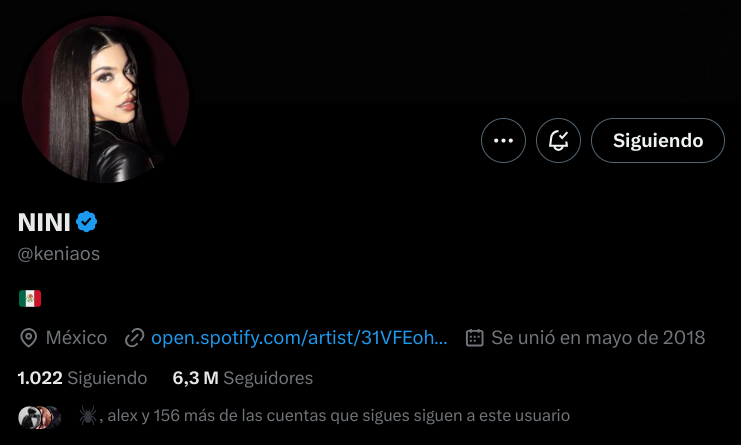 Siguiendo
NINI
@keniaos
🇲🇽
México open.spotify.com/artist/31VFEoh... Se unió en mayo de 2018
1.022 Siguiendo 6,3 M Seguidores
🕷, alex y 156 más de las cuentas que sigues siguen a este usuario